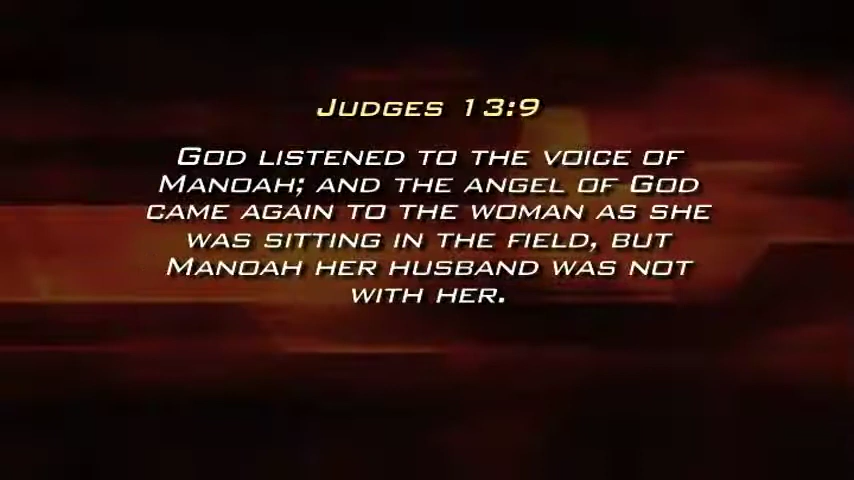 Judges 13:9
God listened to the voice of
Manoah; and the angel of God
came again to the woman as she
was sitting in the field, but
Manoah her husband was not
with her.